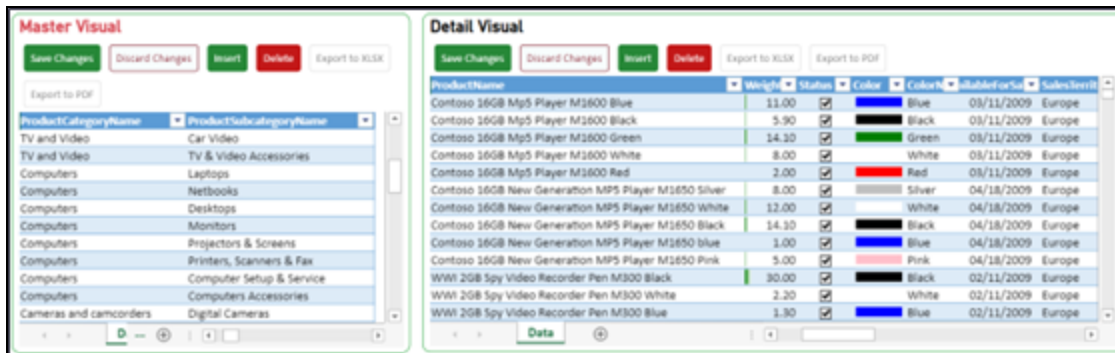 Master Visual
Save Changes Discard Changes Insert Delete Export to XLSX
Export to PDF
ProductCategoryName ProductSubcategoryName
TV and Video Car Video
TV and Video TV & Video Accessories
Computers Laptops
Computers Netbooks
Computers Desktops
Computers Monitors
Computers Projectors & Screens
Computers Printers, Scanners & Fax
Computers Computer Setup & Service
Computers Computers Accessories
Cameras and camcorders Digital Cameras
D... 
Detail Visual
Save Changes Discard Changes Insert Delete Export to XLSX Export to PDF
ProductName Weight Status Color ColorN ailableForSa SalesTerrit
Contoso 16GB Mp5 Player M1600 Blue 11.00 Blue 03/11/2009 Europe
Contoso 16GB Mp5 Player M1600 Black 5.90 Black 03/11/2009 Europe
Contoso 16GB Mp5 Player M1600 Green 14.10 Green 03/11/2009 Europe
Contoso 16GB Mp5 Player M1600 White 8.00 White 03/11/2009 Europe
Contoso 16GB Mp5 Player M1600 Red 2.00 Red 03/11/2009 Europe
Contoso 16GB New Generation MP5 Player M1650 Silver 8.00 Silver 04/18/2009 Europe
Contoso 16GB New Generation MP5 Player M1650 White 12.00 White 04/18/2009 Europe
Contoso 16GB New Generation MP5 Player M1650 Black 14.10 Black 04/18/2009 Europe
Contoso 16GB New Generation MP5 Player M1650 blue 1.00 Blue 04/18/2009 Europe
Contoso 16GB New Generation MP5 Player M1650 Pink 5.00 Pink 04/18/2009 Europe
WWI 2GB Spy Video Recorder Pen M300 Black 30.00 Black 02/11/2009 Europe
WWI 2GB Spy Video Recorder Pen M300 White 2.20 White 02/11/2009 Europe
WWI 2GB Spy Video Recorder Pen M300 Blue 1.30 Blue 02/11/2009 Europe
Data